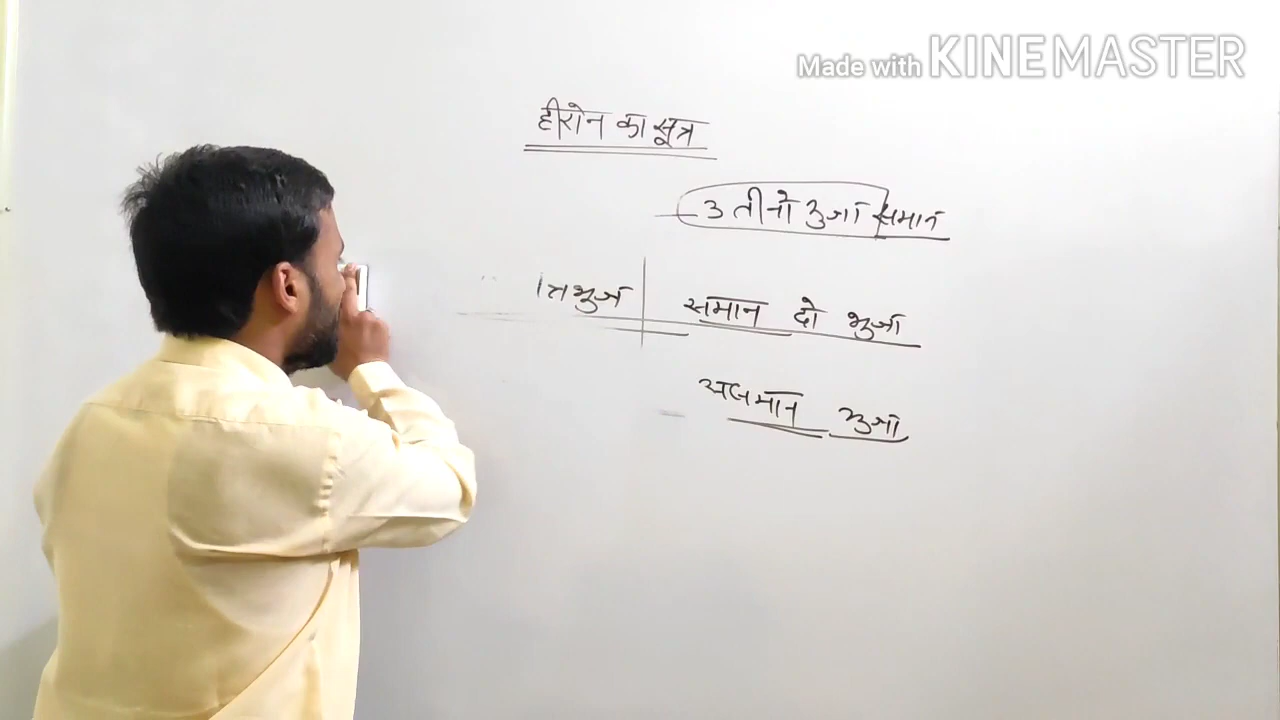 Made with KINEMASTER
हीरोन का सूत्र
3 तीनो भुजा समान
त्रिभुज समान दो भुजा
असमान भुजा